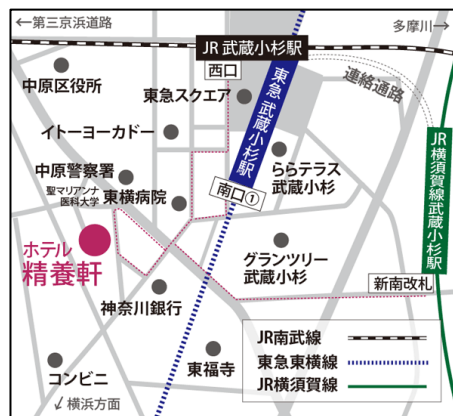 ←第三京浜道路
多摩川→
JR 武蔵小杉駅
西口
中原区役所
東急スクエア
連絡通路
東急 武蔵小杉駅
イトーヨーカドー
JR横須賀線武蔵小杉駅
中原警察署
ららテラス
武蔵小杉
聖マリアンナ
医科大学
東横病院
南口①
ホテル
精養軒
グランツリー
武蔵小杉
新南改札
神奈川銀行
JR南武線
東急東横線
JR横須賀線
東福寺
コンビニ
↙横浜方面